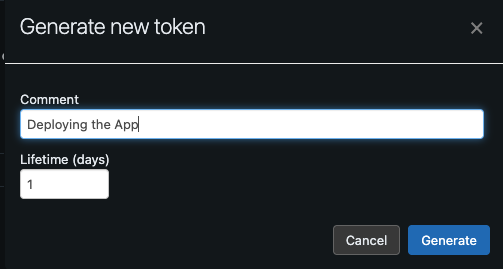 Generate new token
×
Comment
Deploying the App
Lifetime (days)
1
Cancel Generate